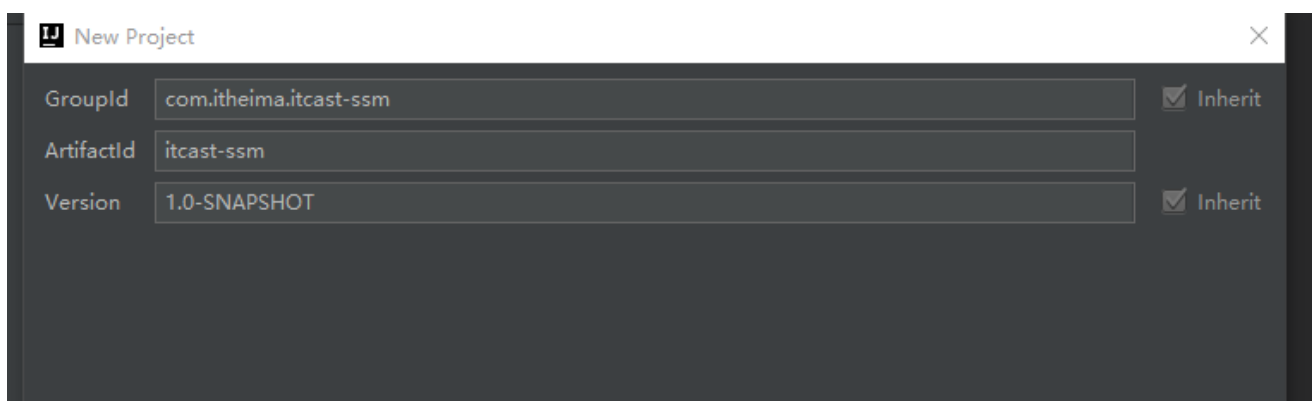 IJ New Project
GroupId com.itheima.itcast-ssm Inherit
ArtifactId itcast-ssm
Version 1.0-SNAPSHOT Inherit